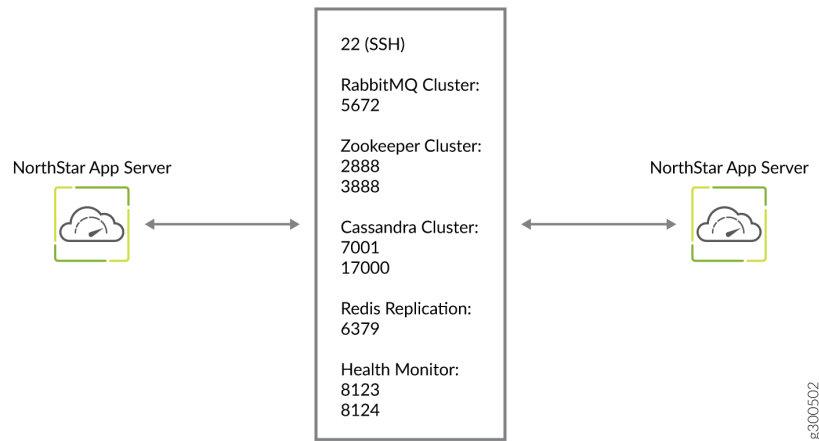 22 (SSH)
RabbitMQ Cluster:
5672
Zookeeper Cluster:
2888
3888
NorthStar App Server
NorthStar App Server
Cassandra Cluster:
7001
17000
Redis Replication:
6379
Health Monitor:
8123
8124
g300502